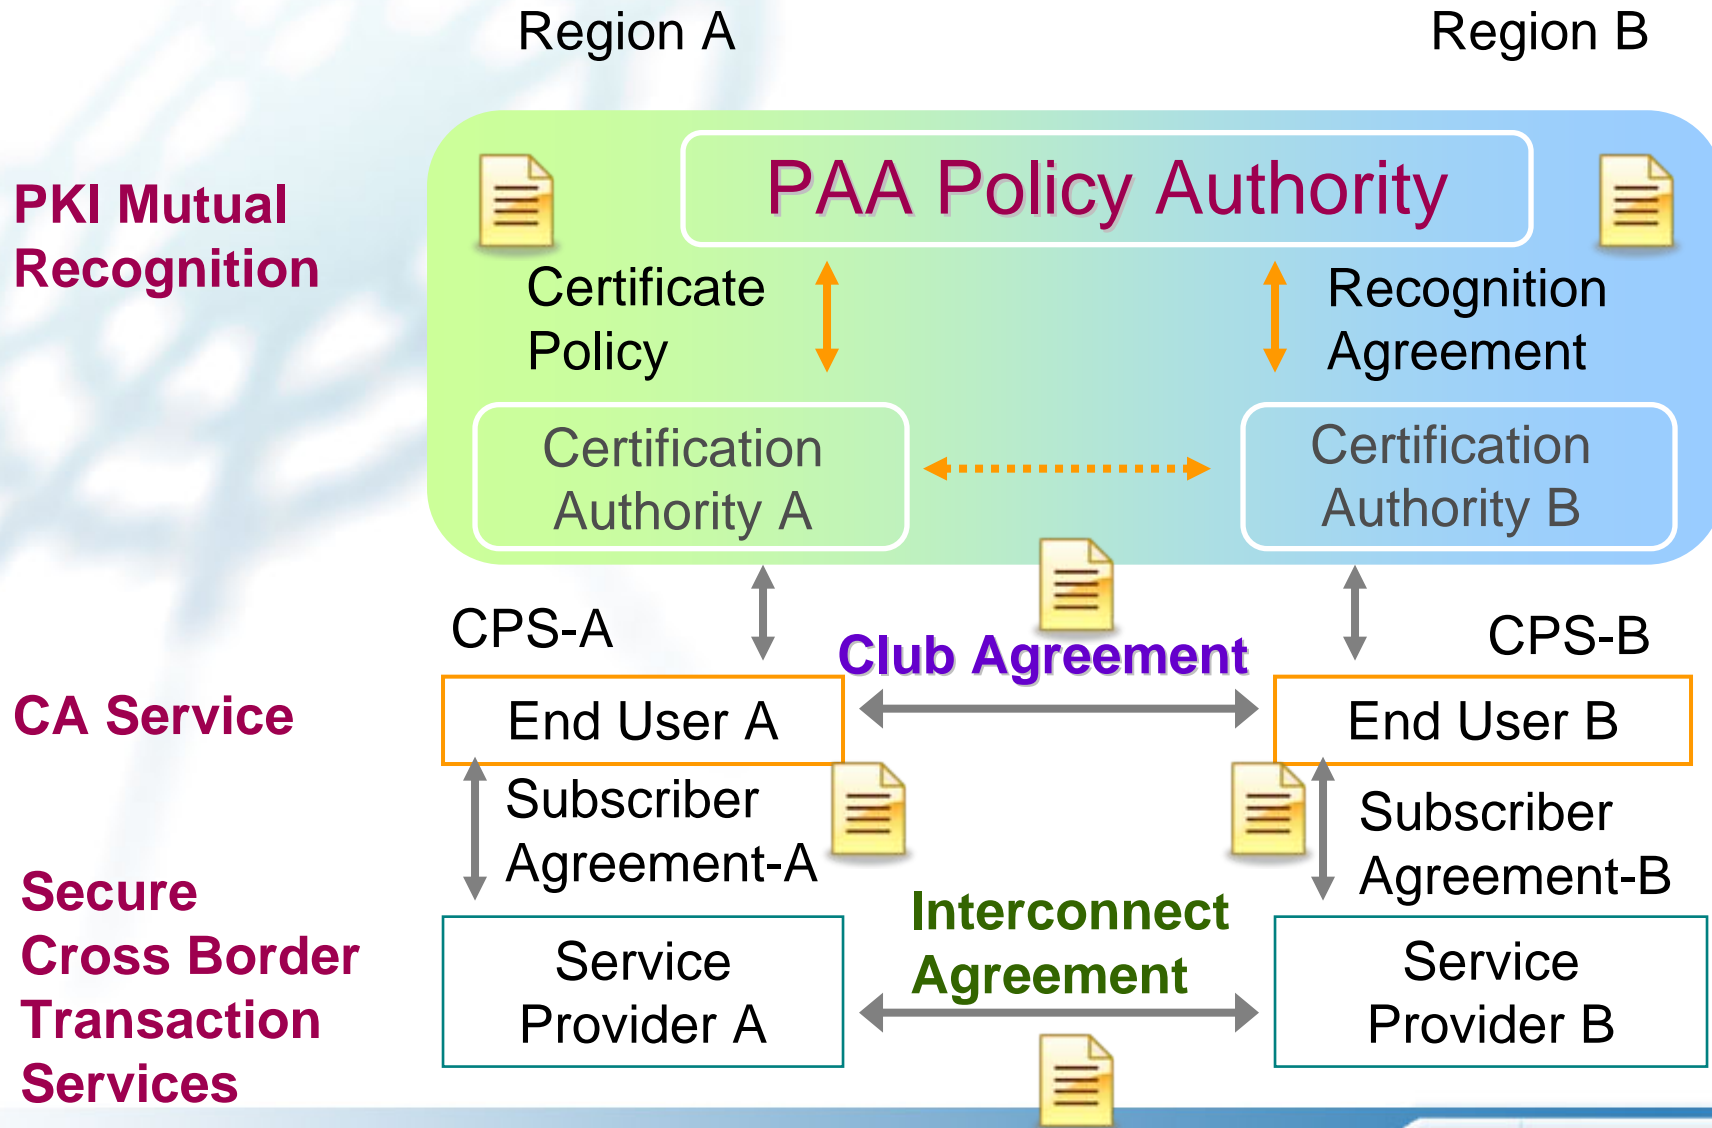 Region A
Region B
PKI Mutual
Recognition
PAA Policy Authority
Certificate
Policy
Recognition
Agreement
Certification
Authority A
Certification
Authority B
CPS-A
Club Agreement
CPS-B
CA Service
End User A
End User B
Subscriber
Agreement-A
Subscriber
Agreement-B
Secure
Cross Border
Transaction
Services
Interconnect
Agreement
Service
Provider A
Service
Provider B